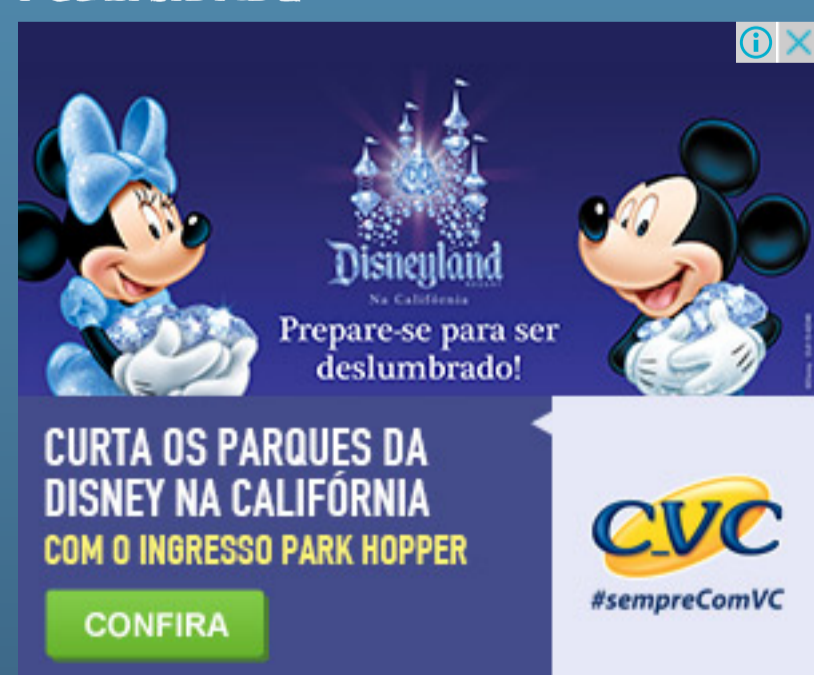 Disneyland
RESORT
Na Califórnia
Prepare-se para ser
deslumbrado!
CURTA OS PARQUES DA
DISNEY NA CALIFÓRNIA
COM O INGRESSO PARK HOPPER
CONFIRA
CVC
#sempreComVC